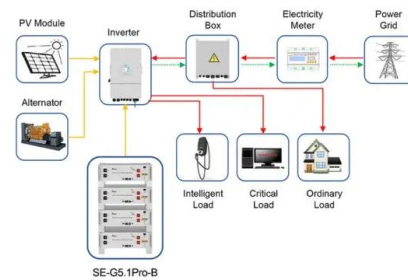 PV Module
Inverter
Distribution
Box
Electricity
Meter
Power
Grid
Alternator
Intelligent
Load
Critical
Load
Ordinary
Load
SE-G5.1Pro-B